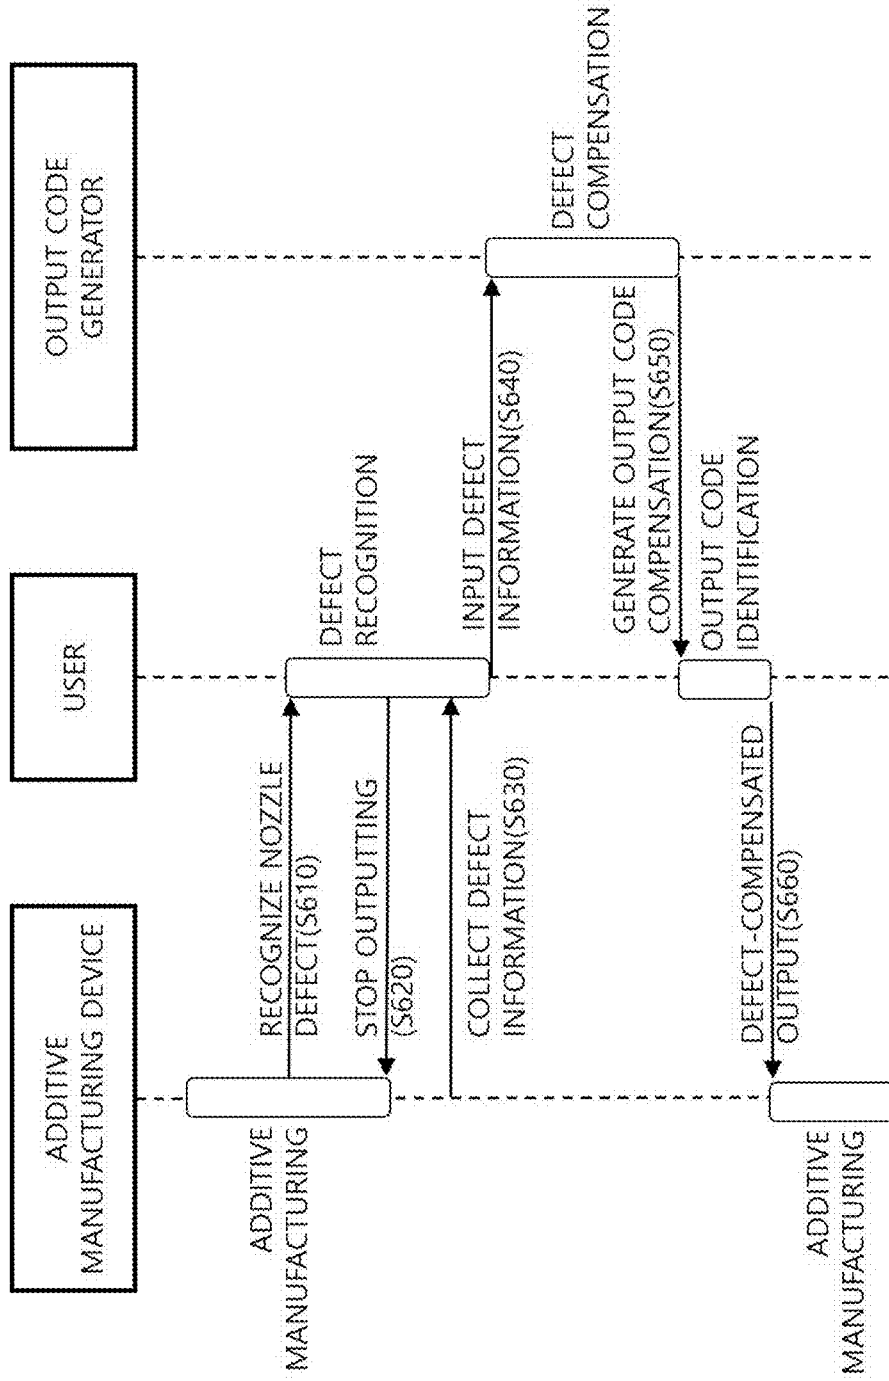 ADDITIVE
MANUFACTURING DEVICE
USER
OUTPUT CODE
GENERATOR
ADDITIVE
MANUFACTURING
RECOGNIZE NOZZLE
DEFECT(S610)
DEFECT
RECOGNITION
STOP OUTPUTTING
(S620)
COLLECT DEFECT
INFORMATION(S630)
INPUT DEFECT
INFORMATION(S640)
DEFECT
COMPENSATION
GENERATE OUTPUT CODE
COMPENSATION(S650)
OUTPUT CODE
IDENTIFICATION
DEFECT-COMPENSATED
OUTPUT(S660)
ADDITIVE
MANUFACTURING